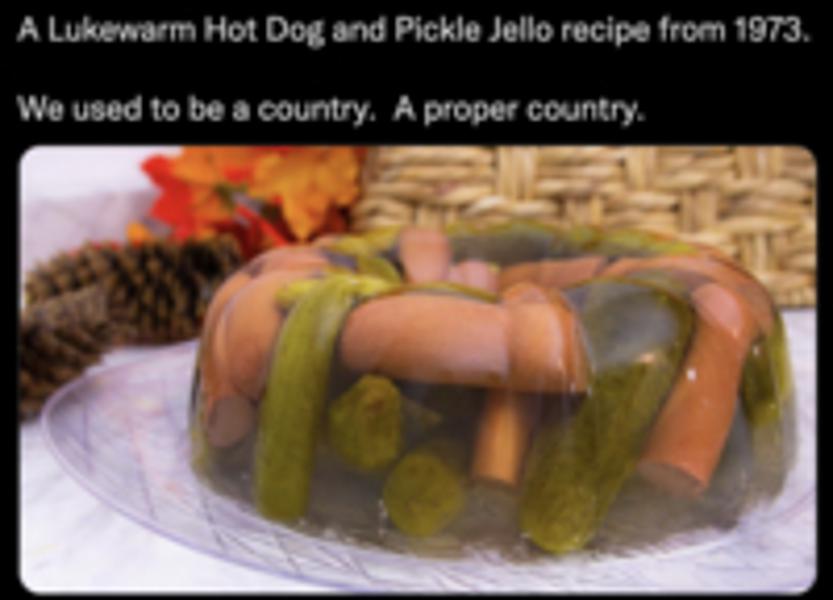 A Lukewarm Hot Dog and Pickle Jello recipe from 1973.
We used to be a country.  A proper country.